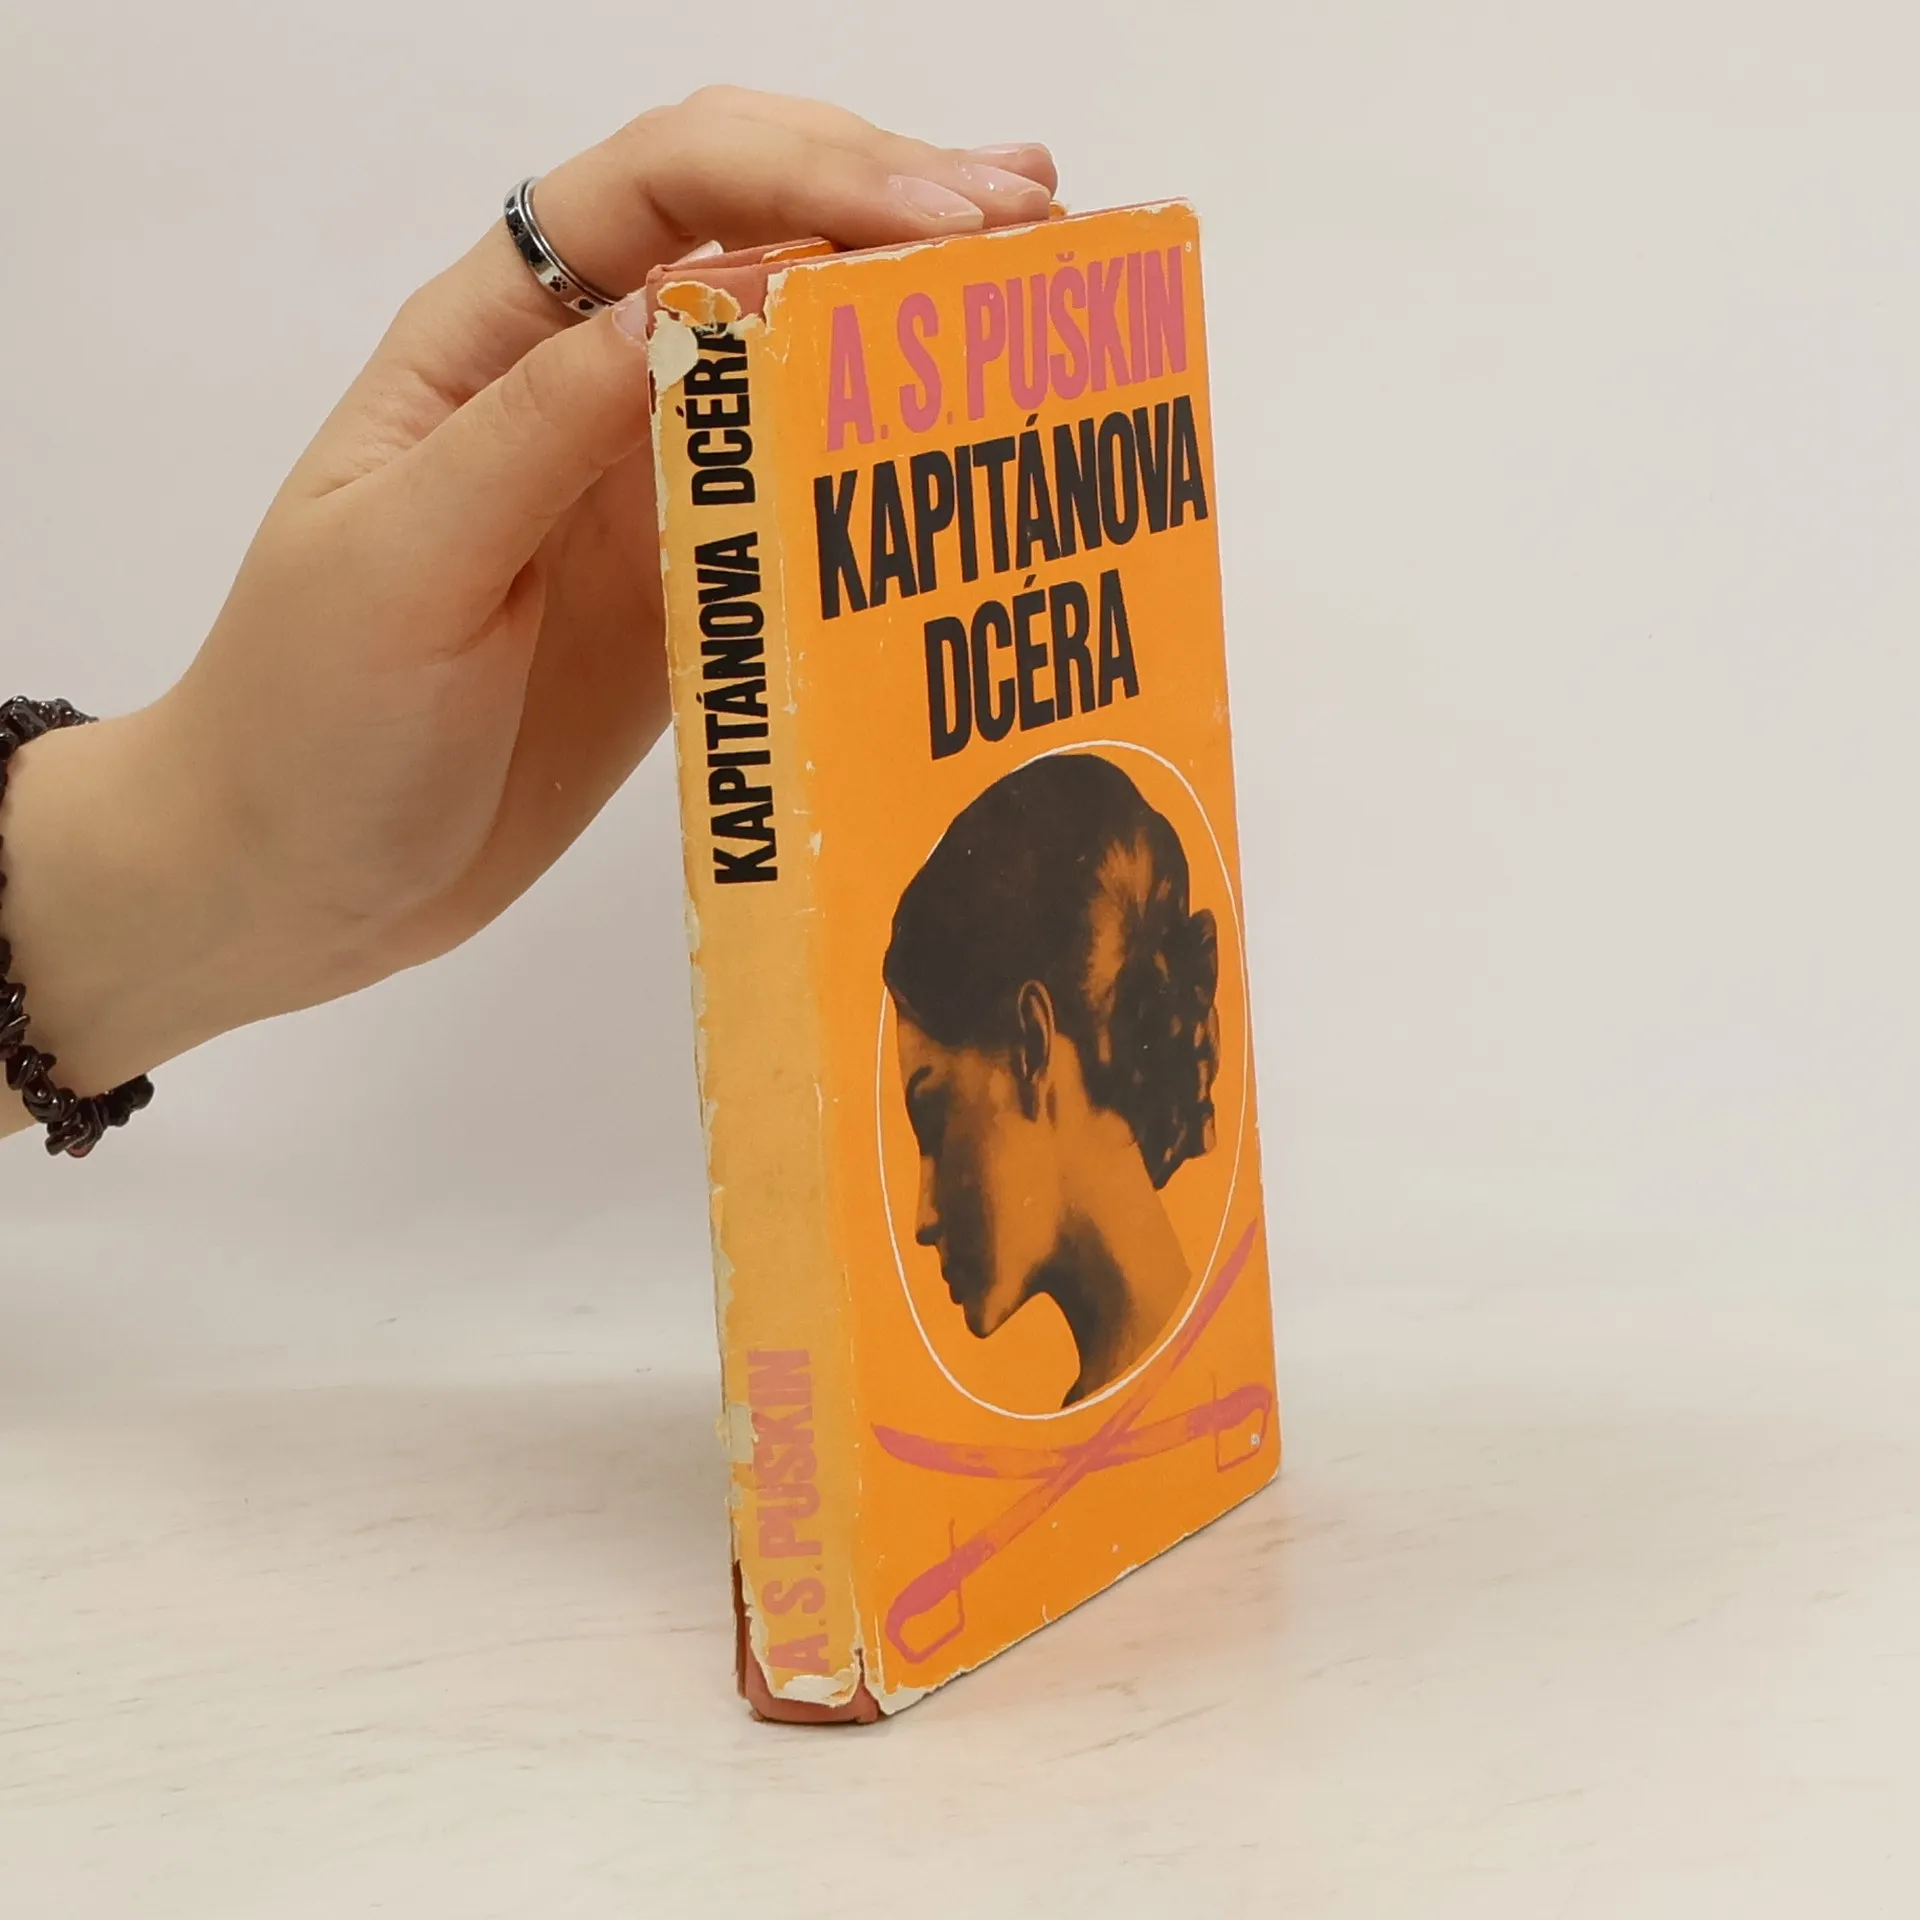 A. S. PUŠKIN
KAPITÁNOVA
DCÉRA
KAPITÁNOVA DCÉRA
A. S. PUŠKIN